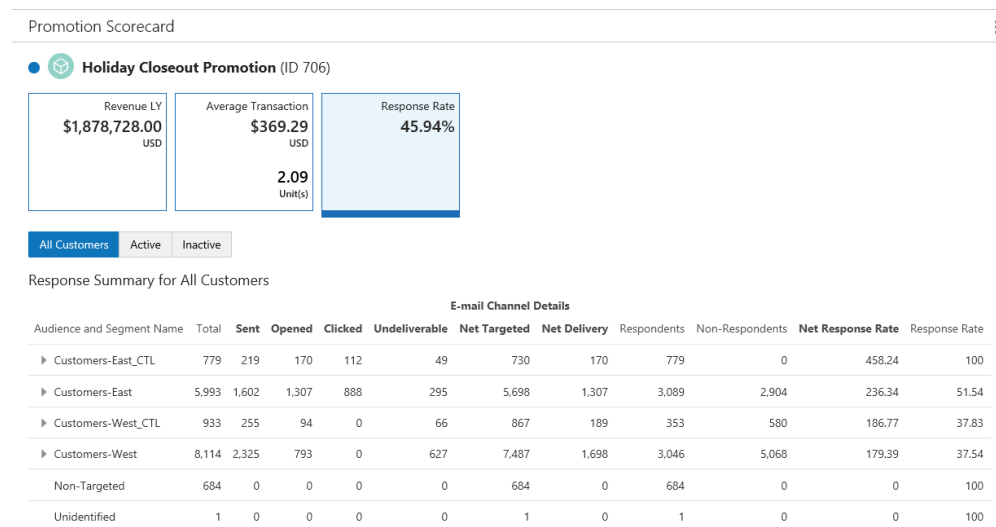 Promotion Scorecard
Holiday Closeout Promotion (ID 706)
Revenue LY
$1,878,728.00
USD
Average Transaction
$369.29
USD
2.09
Unit(s)
Response Rate
45.94%
All Customers Active Inactive
Response Summary for All Customers
E-mail Channel Details
Audience and Segment Name Total Sent Opened Clicked Undeliverable Net Targeted Net Delivery Respondents Non-Respondents Net Response Rate Response Rate
Customers-East_CTL 779 219 170 112 49 730 170 779 0 458.24 100
Customers-East 5,993 1,602 1,307 888 295 5,698 1,307 3,089 2,904 236.34 51.54
Customers-West_CTL 933 255 94 0 66 867 189 353 580 186.77 37.83
Customers-West 8,114 2,325 793 0 627 7,487 1,698 3,046 5,068 179.39 37.54
Non-Targeted 684 0 0 0 0 684 0 684 0 0 100
Unidentified 1 0 0 0 0 1 0 1 0 0 100